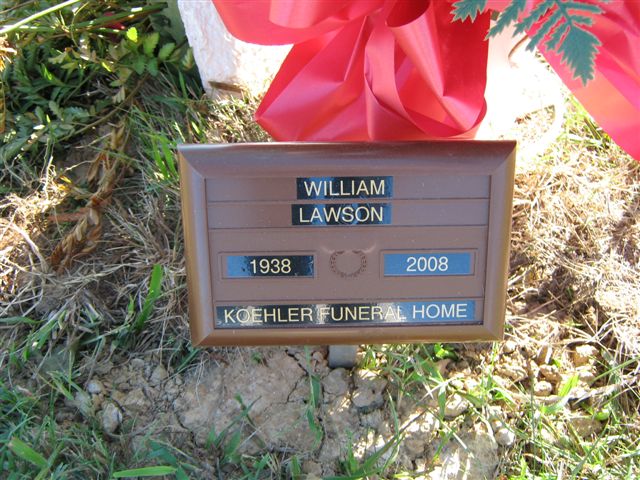 WILLIAM
LAWSON
1938 2008
KOEHLER FUNERAL HOME